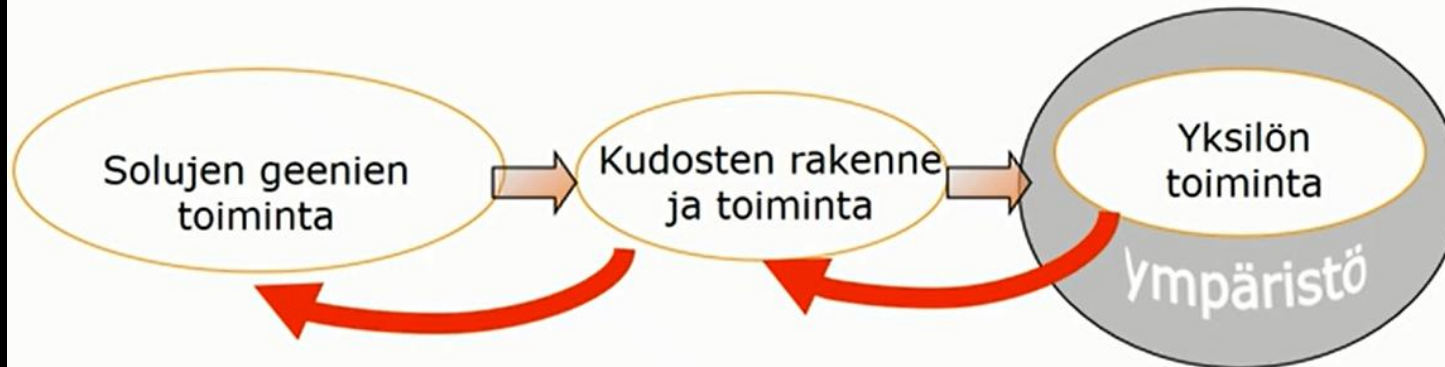 Solujen geenien
toiminta
Kudosten rakenne
ja toiminta
Yksilön
toiminta
ympäristö